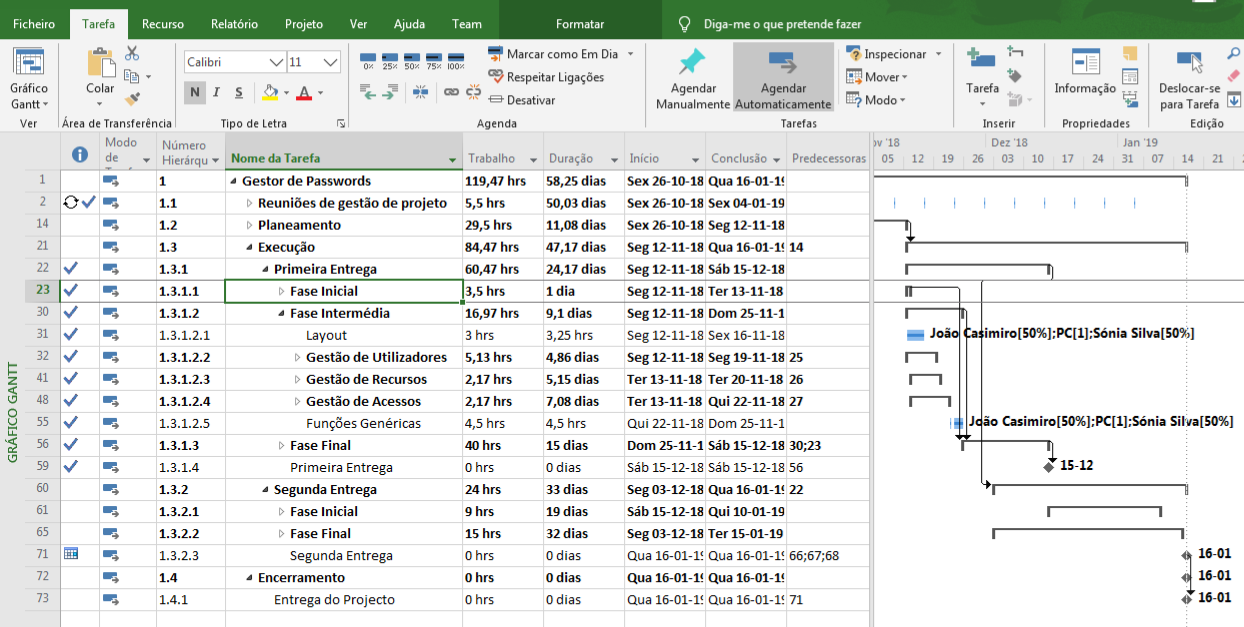 Ficheiro Tarefa Recurso Relatório Projeto Ver Ajuda Team Formatar Diga-me o que pretende fazer
Gráfico Gantt
Ver
Colar
Área de Transferência
Calibri 11
N I S A
Tipo de Letra
0% 25% 50% 75% 100%
Marcar como Em Dia
Respeitar Ligações
Desativar
Agenda
Agendar Manualmente
Agendar Automaticamente
Inspecionar
Mover
Modo
Tarefas
Tarefa
Inserir
Informação
Propriedades
Deslocar-se para Tarefa
Edição
Modo de Número Hierárqu Nome da Tarefa Trabalho Duração Início Conclusão Predecessoras
'18 Dez '18 Jan '19
05 12 19 26 03 10 17 24 31 07 14 21
GRÁFICO GANTT
1 1 Gestor de Passwords 119,47 hrs 58,25 dias Sex 26-10-18 Qua 16-01-19
2 1.1 Reuniões de gestão de projeto 5,5 hrs 50,03 dias Sex 26-10-18 Sex 04-01-19
14 1.2 Planeamento 29,5 hrs 11,08 dias Sex 26-10-18 Seg 12-11-18
21 1.3 Execução 84,47 hrs 47,17 dias Seg 12-11-18 Qua 16-01-19 14
22 1.3.1 Primeira Entrega 60,47 hrs 24,17 dias Seg 12-11-18 Sáb 15-12-18
23 1.3.1.1 Fase Inicial 3,5 hrs 1 dia Seg 12-11-18 Ter 13-11-18
30 1.3.1.2 Fase Intermédia 16,97 hrs 9,1 dias Seg 12-11-18 Dom 25-11-1
31 1.3.1.2.1 Layout 3 hrs 3,25 hrs Seg 12-11-18 Sex 16-11-18 João Casimiro[50%];PC[1];Sónia Silva[50%]
32 1.3.1.2.2 Gestão de Utilizadores 5,13 hrs 4,86 dias Seg 12-11-18 Seg 19-11-18 25
41 1.3.1.2.3 Gestão de Recursos 2,17 hrs 5,15 dias Ter 13-11-18 Ter 20-11-18 26
48 1.3.1.2.4 Gestão de Acessos 2,17 hrs 7,08 dias Ter 13-11-18 Qui 22-11-18 27
55 1.3.1.2.5 Funções Genéricas 4,5 hrs 4,5 hrs Qui 22-11-18 Dom 25-11-1 João Casimiro[50%];PC[1];Sónia Silva[50%]
56 1.3.1.3 Fase Final 40 hrs 15 dias Dom 25-11-1 Sáb 15-12-18 30;23
59 1.3.1.4 Primeira Entrega 0 hrs 0 dias Sáb 15-12-18 Sáb 15-12-18 56 15-12
60 1.3.2 Segunda Entrega 24 hrs 33 dias Seg 03-12-18 Qua 16-01-19 22
61 1.3.2.1 Fase Inicial 9 hrs 19 dias Sáb 15-12-18 Qui 10-01-19
65 1.3.2.2 Fase Final 15 hrs 32 dias Seg 03-12-18 Ter 15-01-19
71 1.3.2.3 Segunda Entrega 0 hrs 0 dias Qua 16-01-19 Qua 16-01-19 66;67;68 16-01
72 1.4 Encerramento 0 hrs 0 dias Qua 16-01-19 Qua 16-01-19 16-01
73 1.4.1 Entrega do Projecto 0 hrs 0 dias Qua 16-01-19 Qua 16-01-19 71 16-01